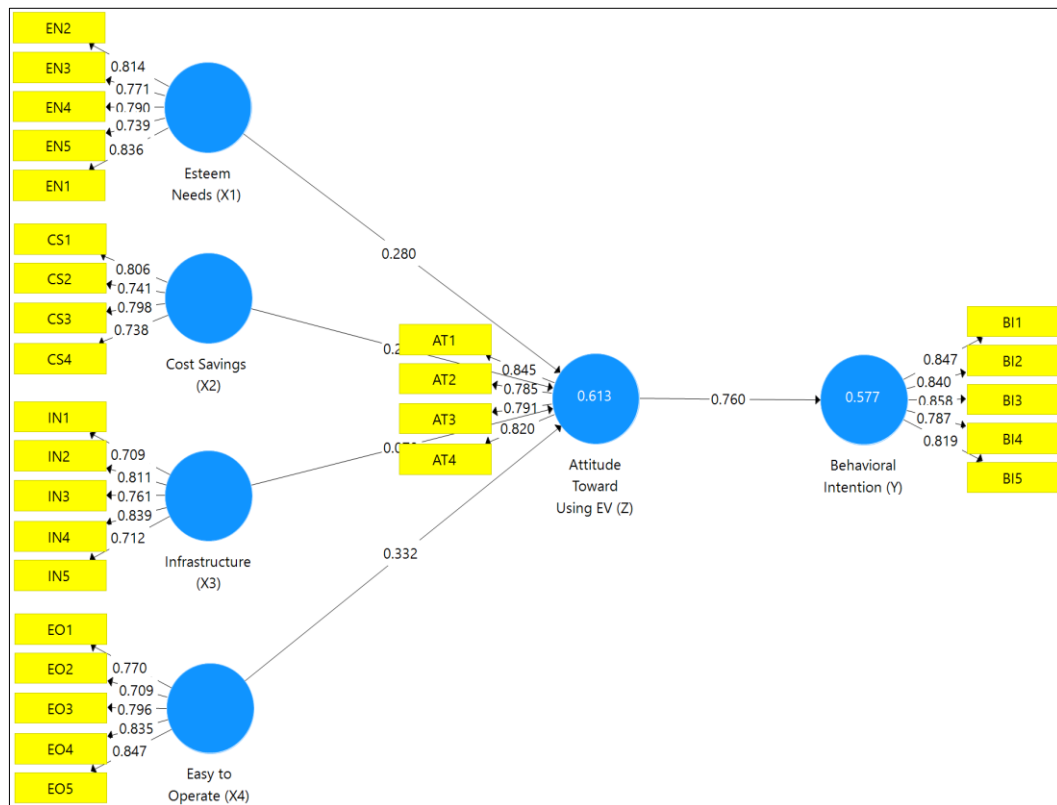 EN2
EN3
EN4
EN5
EN1
0.814
0.771
0.790
0.739
0.836
Esteem
Needs (X1)
CS1
CS2
CS3
CS4
0.806
0.741
0.798
0.738
Cost Savings
(X2)
IN1
IN2
IN3
IN4
IN5
0.709
0.811
0.761
0.839
0.712
Infrastructure
(X3)
EO1
EO2
EO3
EO4
EO5
0.770
0.709
0.796
0.835
0.847
Easy to
Operate (X4)
0.280
0.332
AT1
AT2
AT3
AT4
0.845
0.785
0.791
0.820
0.613
Attitude
Toward
Using EV (Z)
0.760
0.577
Behavioral
Intention (Y)
0.847
0.840
0.858
0.787
0.819
BI1
BI2
BI3
BI4
BI5